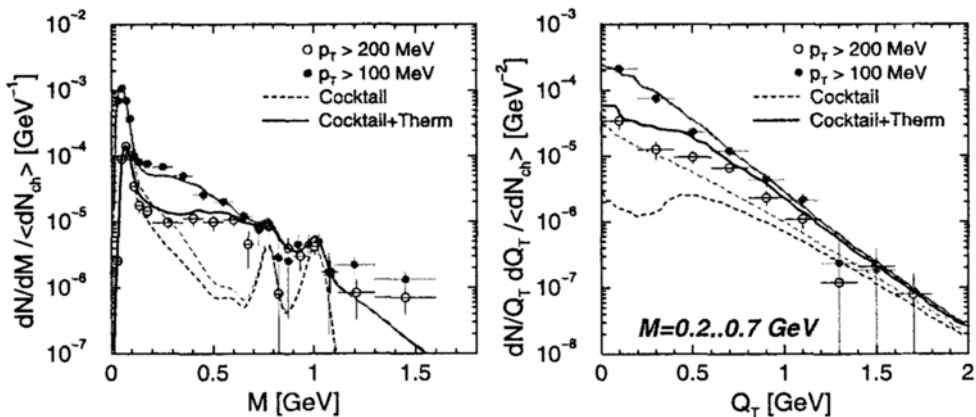 dN/dM / <dN_ch> [GeV⁻¹]
10⁻²
10⁻³
10⁻⁴
10⁻⁵
10⁻⁶
10⁻⁷
p_T > 200 MeV
p_T > 100 MeV
Cocktail
Cocktail+Therm
0 0.5 1 1.5
M [GeV]
dN/Q_T dQ_T / <dN_ch> [GeV⁻²]
10⁻³
10⁻⁴
10⁻⁵
10⁻⁶
10⁻⁷
10⁻⁸
p_T > 200 MeV
p_T > 100 MeV
Cocktail
Cocktail+Therm
M=0.2..0.7 GeV
0 0.5 1 1.5 2
Q_T [GeV]